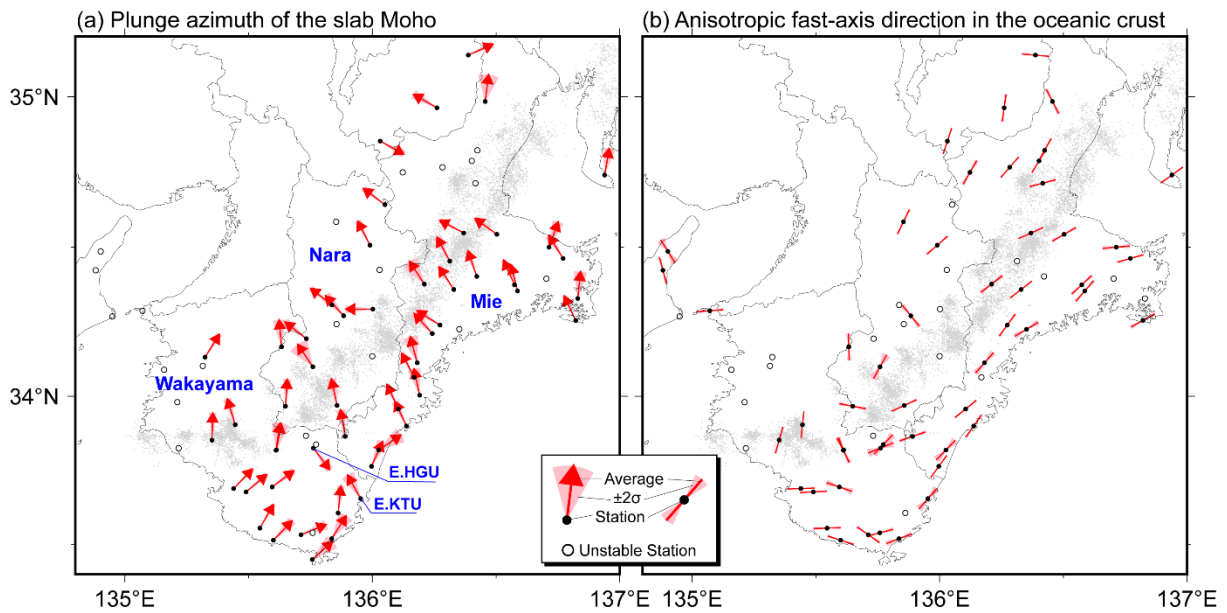 (a) Plunge azimuth of the slab Moho
(b) Anisotropic fast-axis direction in the oceanic crust
35°N
34°N
Nara
Mie
Wakayama
E.HGU
E.KTU
Average
±2σ
Station
Unstable Station
135°E
136°E
137°E
135°E
136°E
137°E